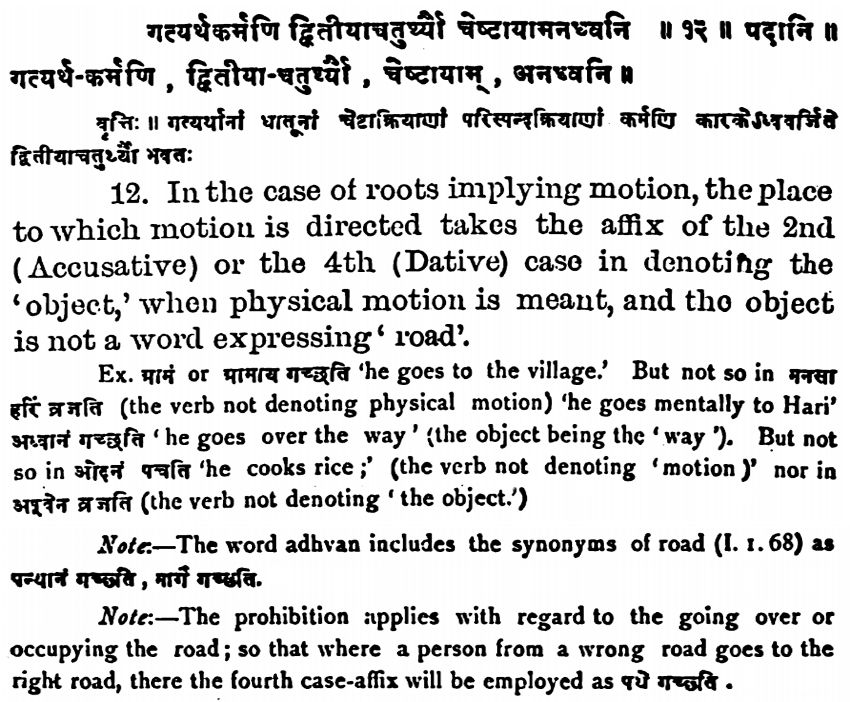 गत्यर्थकर्मणि द्वितीयाचतुर्थ्यौ चेष्टायामनध्वनि ॥ १२ ॥ पदानि ॥
गत्यर्थ-कर्मणि , द्वितीया-चतुर्थ्यौ , चेष्टायाम् , अनध्वनि ॥
वृत्तिः ॥ गत्यर्थानां धातूनां चेष्टाक्रियाणां परिस्पन्दक्रियाणां कर्मणि कारकेऽध्ववर्जिते
द्वितीयाचतुर्थ्यौ भवतः
12. In the case of roots implying motion, the place
to which motion is directed takes the affix of the 2nd
(Accusative) or the 4th (Dative) case in denoting the
‘object,’ when physical motion is meant, and the object
is not a word expressing ‘ road’.
Ex. ग्रामं or ग्रामाय गच्छति ‘he goes to the village.’ But not so in मनसा
हरिं व्रजति (the verb not denoting physical motion) ‘he goes mentally to Hari’
अध्वानं गच्छति ‘ he goes over the way ’ (the object being the ‘ way ’). But not
so in ओदनं पचति ‘he cooks rice ;’ (the verb not denoting ‘motion )’ nor in
व्रजति (the verb not denoting ‘ the object.’)
Note:—The word adhvan includes the synonyms of road (I. 1. 68) as
पन्थानं गच्छति , मार्गं गच्छति.
Note:—The prohibition applies with regard to the going over or
occupying the road ; so that where a person from a wrong road goes to the
right road, there the fourth case-affix will be employed as पथे गच्छति .